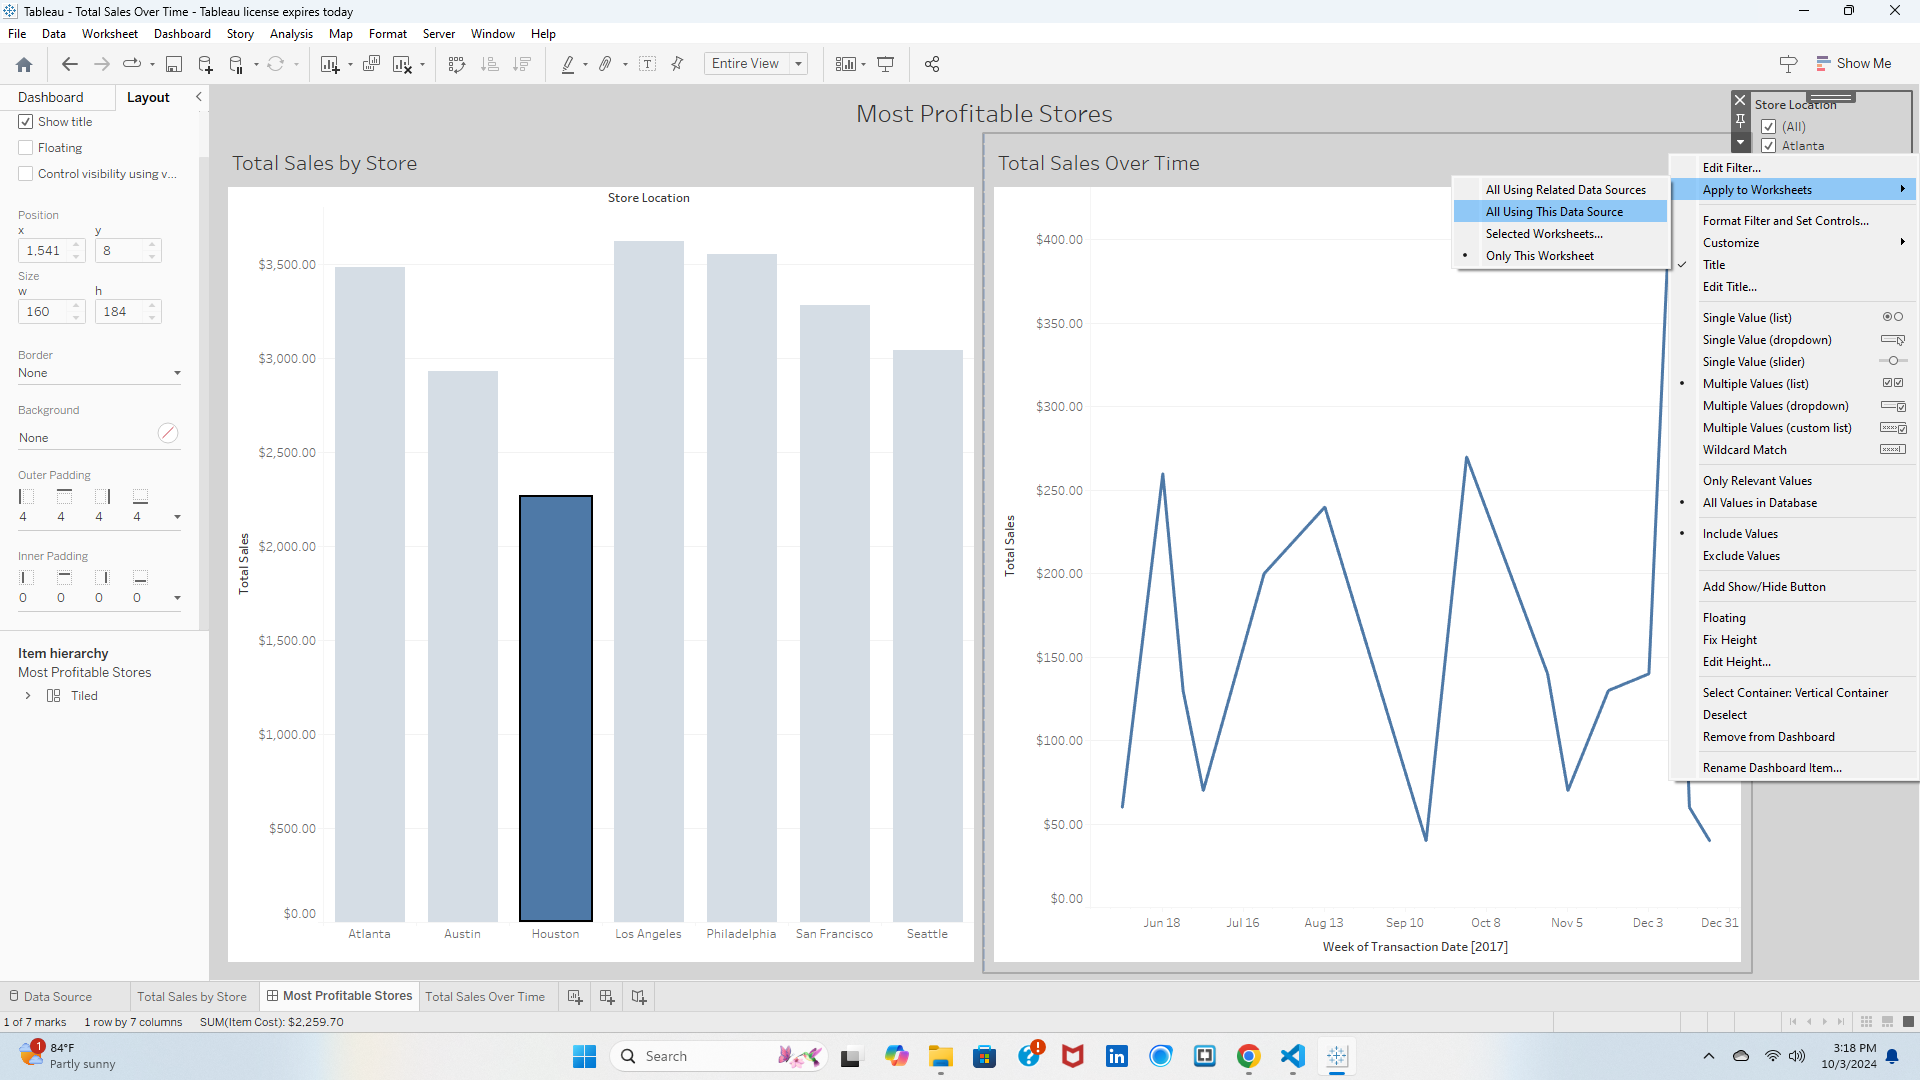 Tableau - Total Sales Over Time - Tableau license expires today
File Data Worksheet Dashboard Story Analysis Map Format Server Window Help
Entire View
Show Me
Dashboard Layout
Show title
Floating
Control visibility using v...
Position
x y
1,541 8
Size
w h
160 184
Border
None
Background
None
Outer Padding
4 4 4 4
Inner Padding
0 0 0 0
Item hierarchy
Most Profitable Stores
Tiled
Most Profitable Stores
Total Sales by Store
Store Location
Total Sales
$3,500.00
$3,000.00
$2,500.00
$2,000.00
$1,500.00
$1,000.00
$500.00
$0.00
Atlanta Austin Houston Los Angeles Philadelphia San Francisco Seattle
Total Sales Over Time
Total Sales
$400.00
$350.00
$300.00
$250.00
$200.00
$150.00
$100.00
$50.00
$0.00
Jun 18 Jul 16 Aug 13 Sep 10 Oct 8 Nov 5 Dec 3 Dec 31
Week of Transaction Date [2017]
Store Location
(All)
Atlanta
All Using Related Data Sources
All Using This Data Source
Selected Worksheets...
Only This Worksheet
Edit Filter...
Apply to Worksheets
Format Filter and Set Controls...
Customize
Title
Edit Title...
Single Value (list)
Single Value (dropdown)
Single Value (slider)
Multiple Values (list)
Multiple Values (dropdown)
Multiple Values (custom list)
Wildcard Match
Only Relevant Values
All Values in Database
Include Values
Exclude Values
Add Show/Hide Button
Floating
Fix Height
Edit Height...
Select Container: Vertical Container
Deselect
Remove from Dashboard
Rename Dashboard Item...
Data Source Total Sales by Store Most Profitable Stores Total Sales Over Time
1 of 7 marks 1 row by 7 columns SUM(Item Cost): $2,259.70
1
84°F
Partly sunny
Search
3:18 PM
10/3/2024